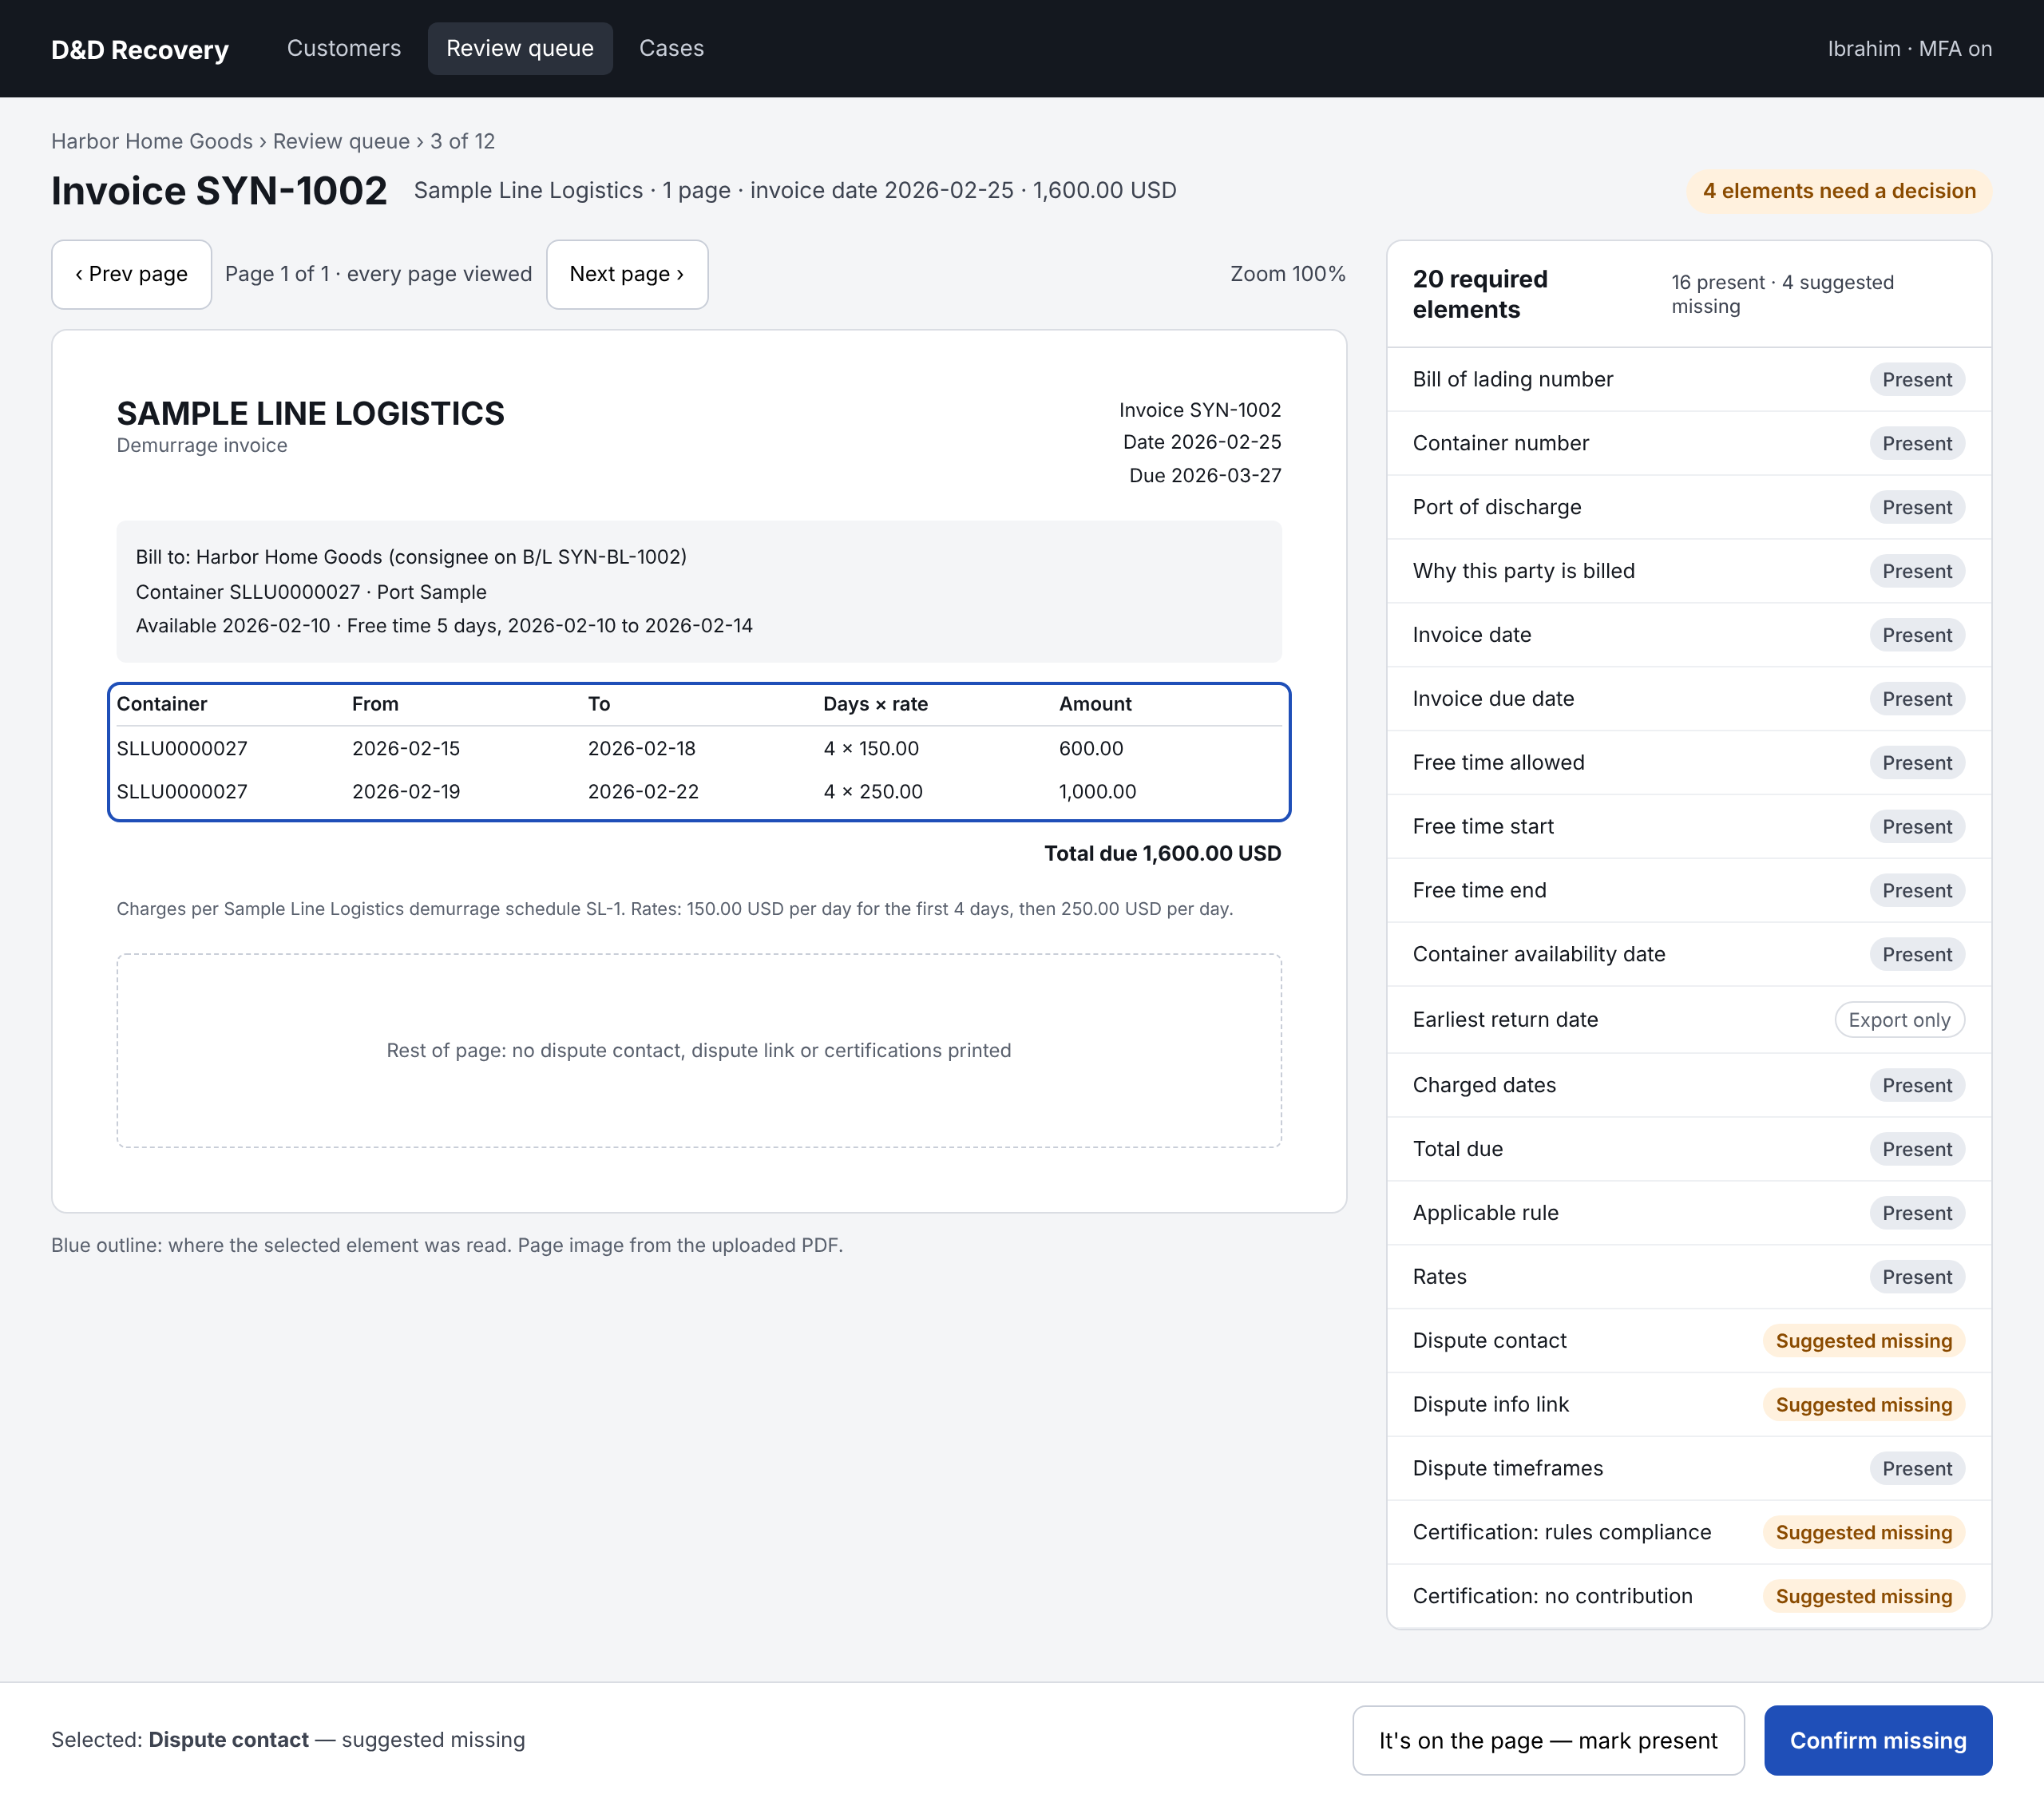 D&D Recovery
Customers
Review queue
Cases
Ibrahim · MFA on
Harbor Home Goods › Review queue › 3 of 12
Invoice SYN-1002
Sample Line Logistics · 1 page · invoice date 2026-02-25 · 1,600.00 USD
4 elements need a decision
‹ Prev page
Page 1 of 1 · every page viewed
Next page ›
Zoom 100%
SAMPLE LINE LOGISTICS
Demurrage invoice
Invoice SYN-1002
Date 2026-02-25
Due 2026-03-27
Bill to: Harbor Home Goods (consignee on B/L SYN-BL-1002)
Container SLLU0000027 · Port Sample
Available 2026-02-10 · Free time 5 days, 2026-02-10 to 2026-02-14
Container From To Days × rate Amount
SLLU0000027 2026-02-15 2026-02-18 4 × 150.00 600.00
SLLU0000027 2026-02-19 2026-02-22 4 × 250.00 1,000.00
Total due 1,600.00 USD
Charges per Sample Line Logistics demurrage schedule SL-1. Rates: 150.00 USD per day for the first 4 days, then 250.00 USD per day.
Rest of page: no dispute contact, dispute link or certifications printed
Blue outline: where the selected element was read. Page image from the uploaded PDF.
20 required
elements
16 present · 4 suggested
missing
Bill of lading number Present
Container number Present
Port of discharge Present
Why this party is billed Present
Invoice date Present
Invoice due date Present
Free time allowed Present
Free time start Present
Free time end Present
Container availability date Present
Earliest return date Export only
Charged dates Present
Total due Present
Applicable rule Present
Rates Present
Dispute contact Suggested missing
Dispute info link Suggested missing
Dispute timeframes Present
Certification: rules compliance Suggested missing
Certification: no contribution Suggested missing
Selected: Dispute contact — suggested missing
It's on the page — mark present
Confirm missing